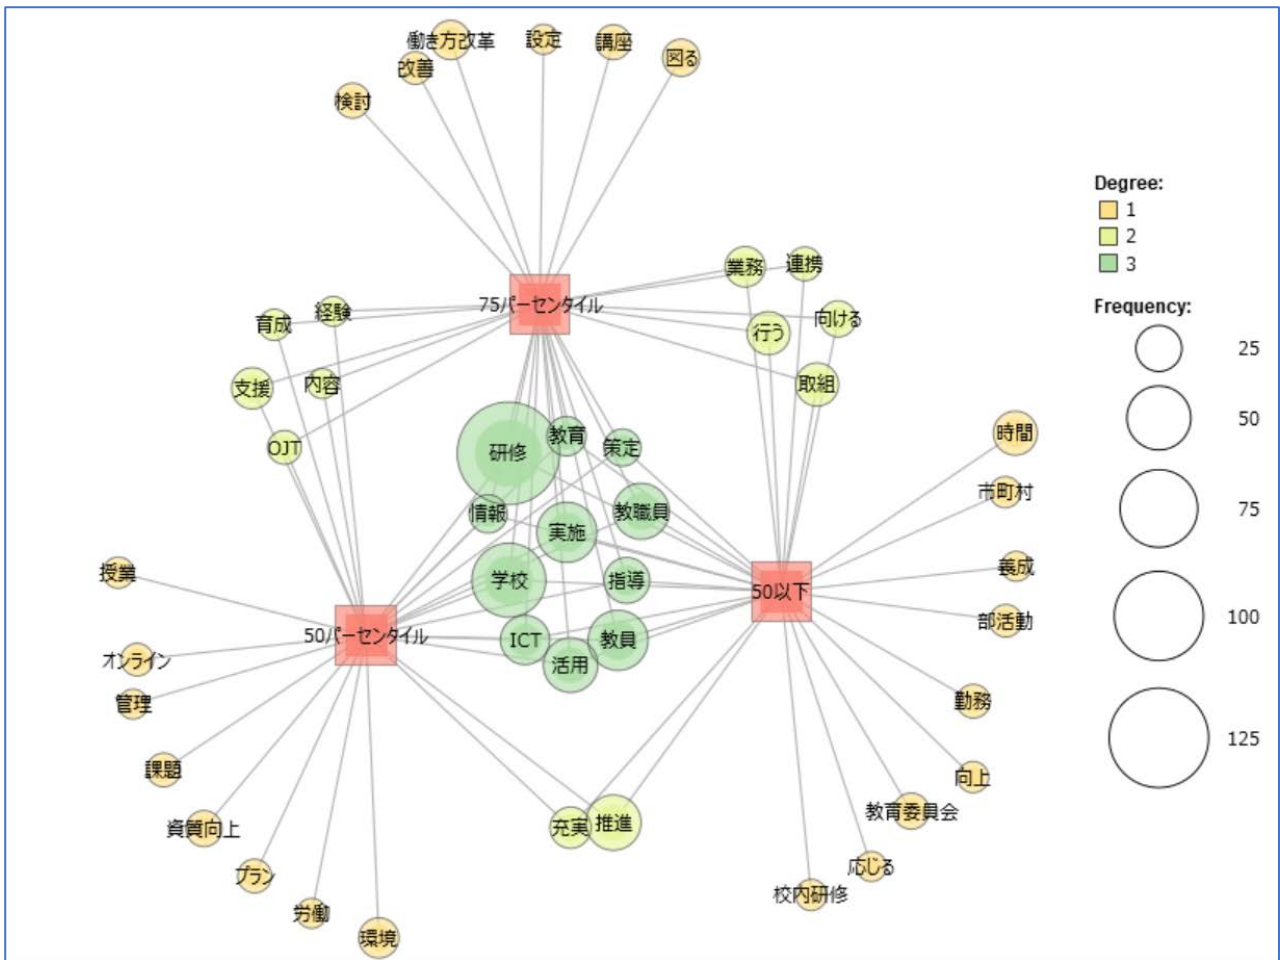 働き方改革
設定
講座
図る
改善
検討
Degree:
1
2
3
Frequency:
25
50
75
100
125
業務
連携
75パーセンタイル
経験
育成
向ける
行う
支援
内容
取組
OJT
研修
教育
策定
時間
市町村
情報
教職員
実施
義成
授業
学校
指導
50以下
部活動
50パーセンタイル
ICT
教員
オンライン
活用
管理
勤務
課題
向上
教育委員会
資質向上
充実
推進
プラン
応じる
校内研修
労働
環境